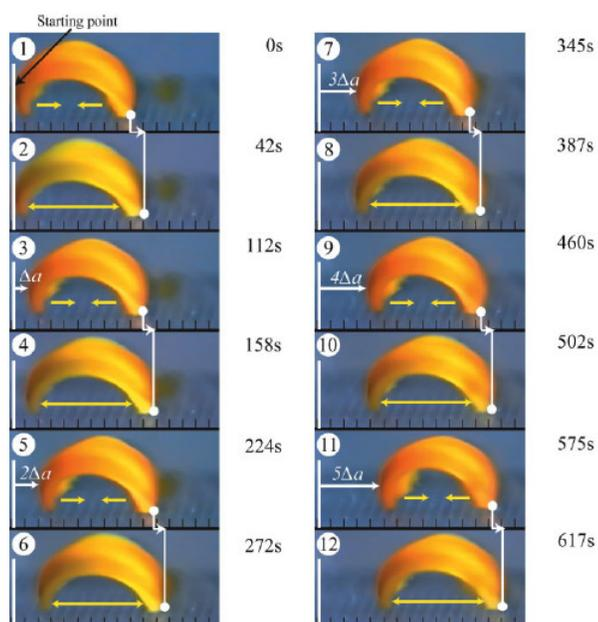 Starting point
1 0s
2 42s
3 Δa 112s
4 158s
5 2Δa 224s
6 272s
7 3Δa 345s
8 387s
9 4Δa 460s
10 502s
11 5Δa 575s
12 617s